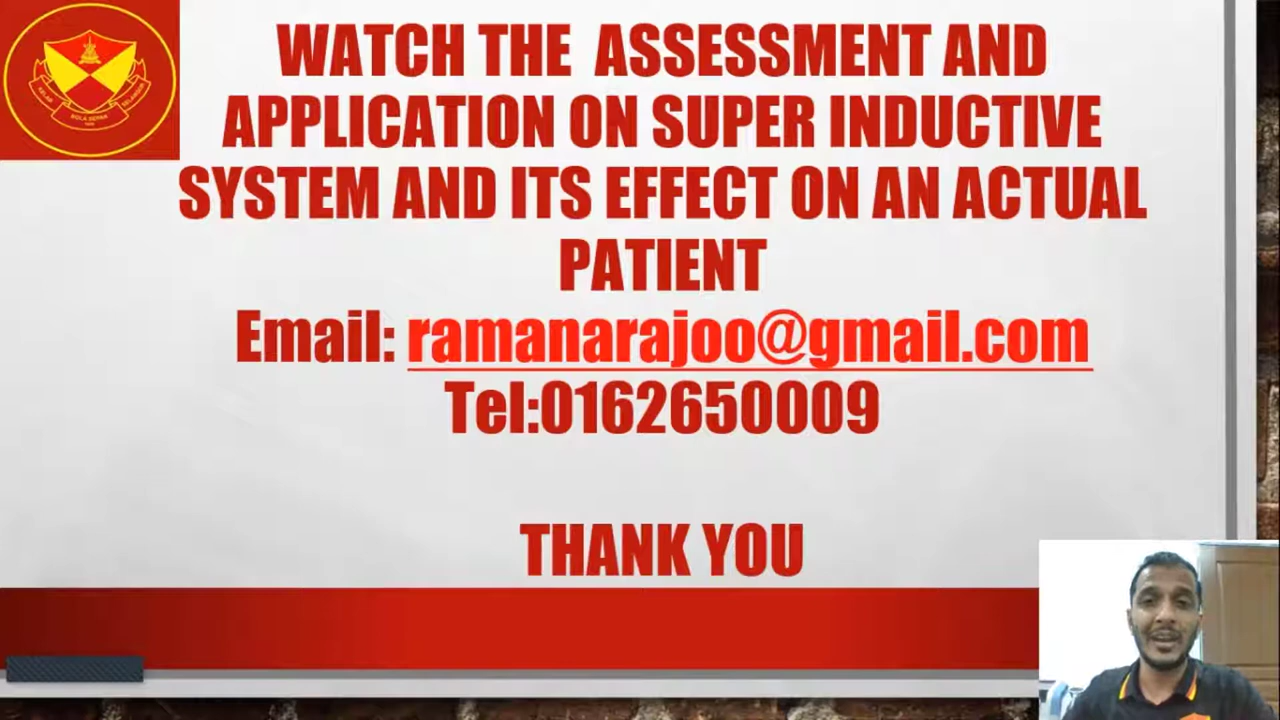 WATCH THE ASSESSMENT AND
APPLICATION ON SUPER INDUCTIVE
SYSTEM AND ITS EFFECT ON AN ACTUAL
PATIENT
Email: ramanarajoo@gmail.com
Tel:0162650009
THANK YOU